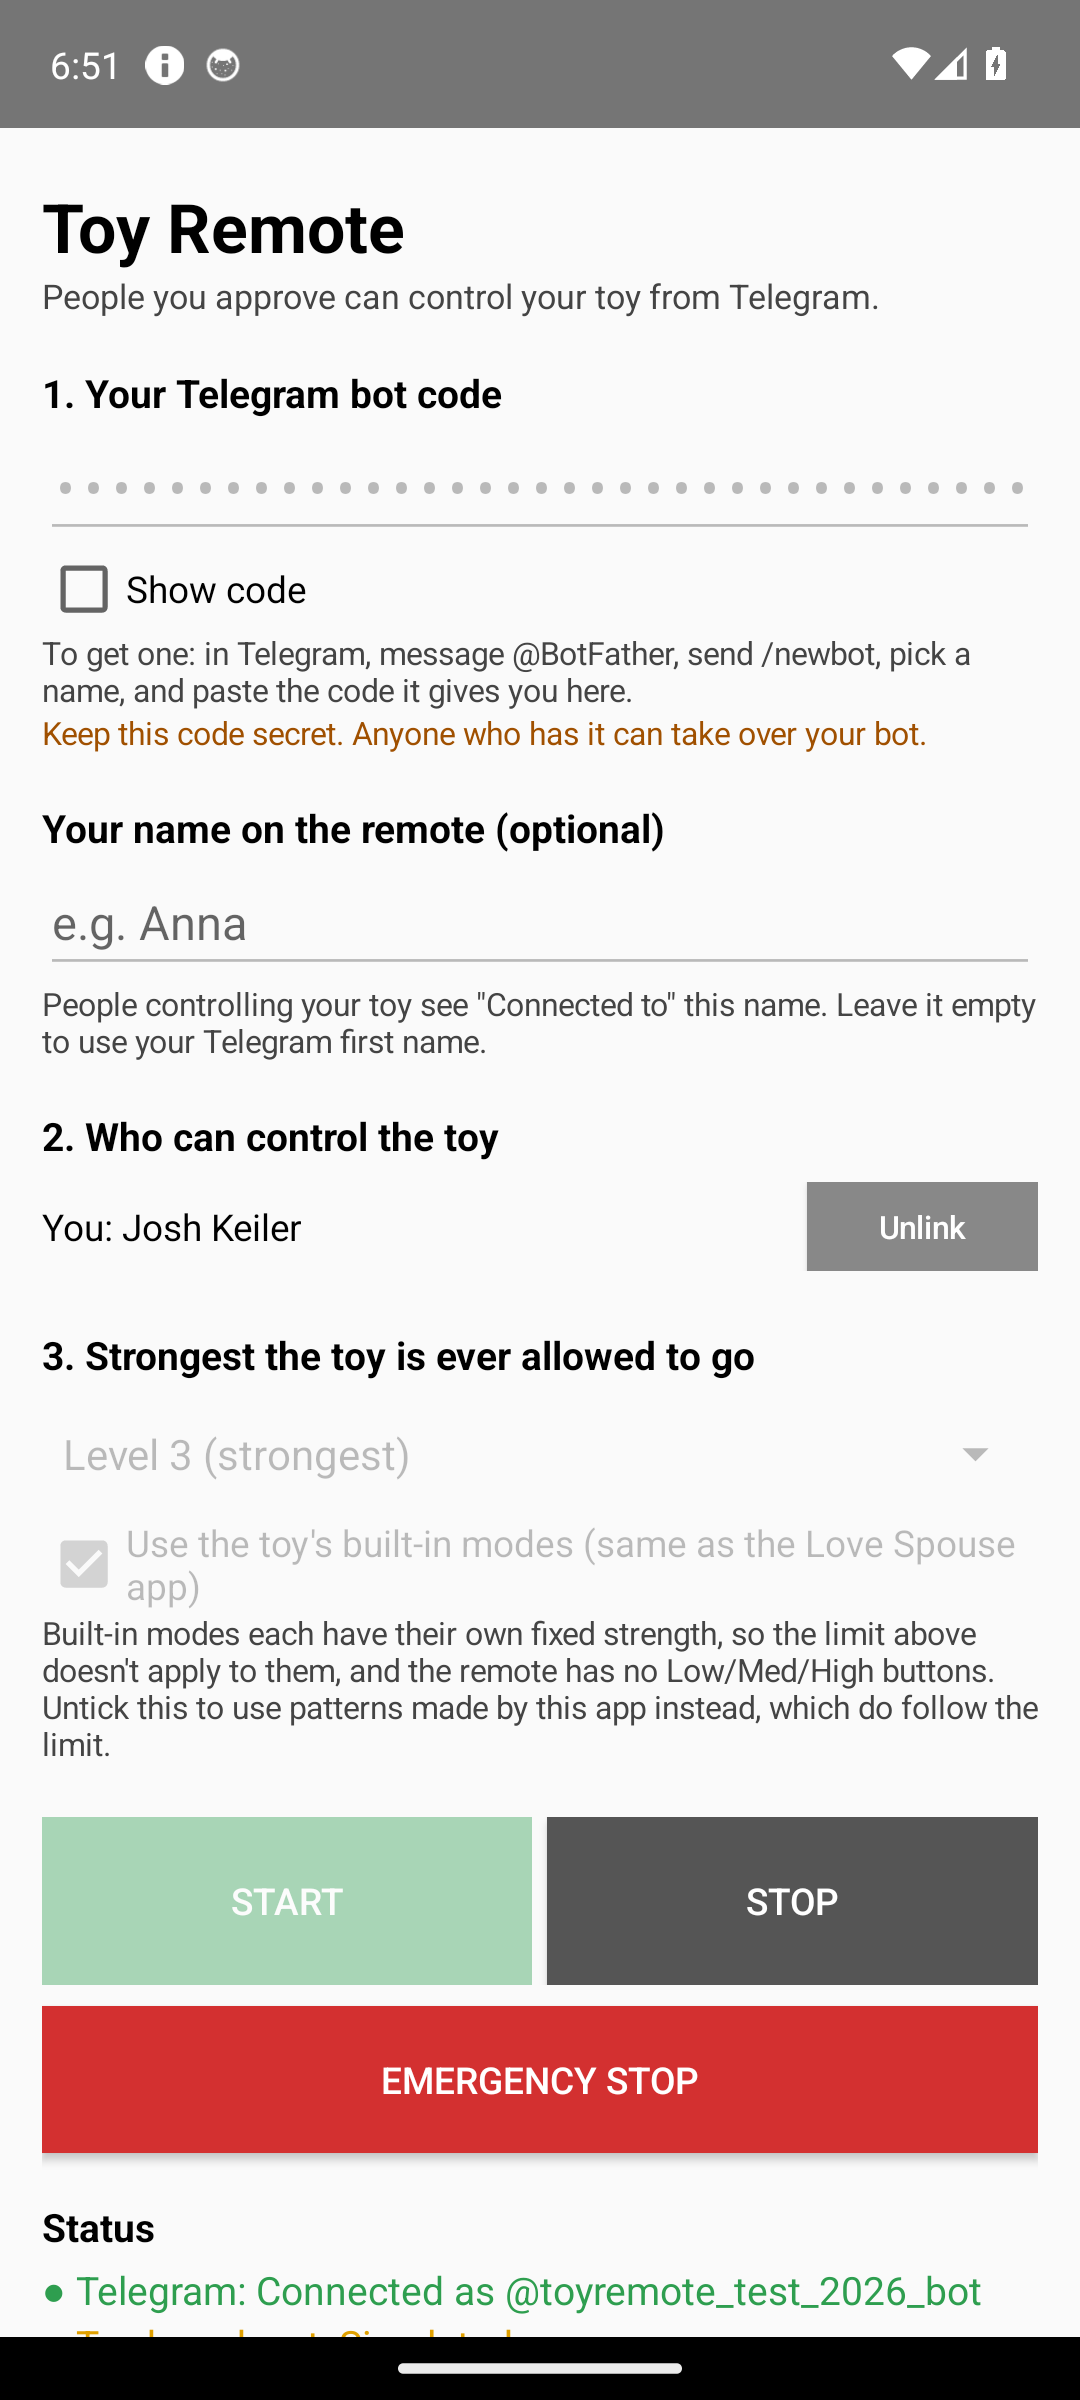 6:51
Toy Remote
People you approve can control your toy from Telegram.
1. Your Telegram bot code
Show code
To get one: in Telegram, message @BotFather, send /newbot, pick a
name, and paste the code it gives you here.
Keep this code secret. Anyone who has it can take over your bot.
Your name on the remote (optional)
e.g. Anna
People controlling your toy see "Connected to" this name. Leave it empty
to use your Telegram first name.
2. Who can control the toy
You: Josh Keiler
Unlink
3. Strongest the toy is ever allowed to go
Level 3 (strongest)
Use the toy's built-in modes (same as the Love Spouse
app)
Built-in modes each have their own fixed strength, so the limit above
doesn't apply to them, and the remote has no Low/Med/High buttons.
Untick this to use patterns made by this app instead, which do follow the
limit.
START
STOP
EMERGENCY STOP
Status
● Telegram: Connected as @toyremote_test_2026_bot